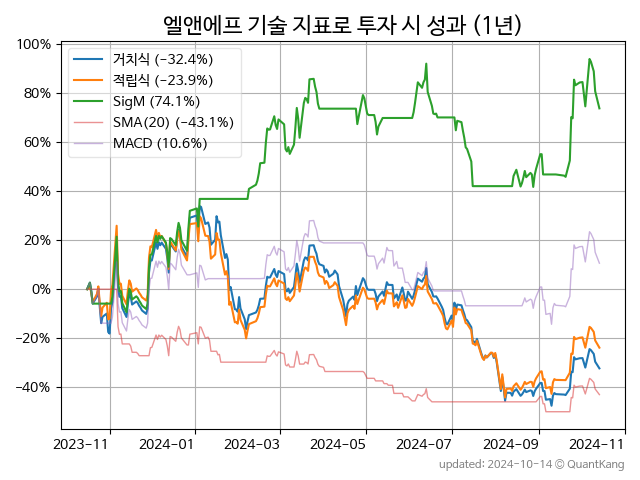 엘앤에프 기술 지표로 투자 시 성과 (1년)
거치식 (−32.4%)
적립식 (−23.9%)
SigM (74.1%)
SMA(20) (−43.1%)
MACD (10.6%)
100%
80%
60%
40%
20%
0%
−20%
−40%
2023−11
2024−01
2024−03
2024−05
2024−07
2024−09
2024−11
updated: 2024-10-14 © QuantKang